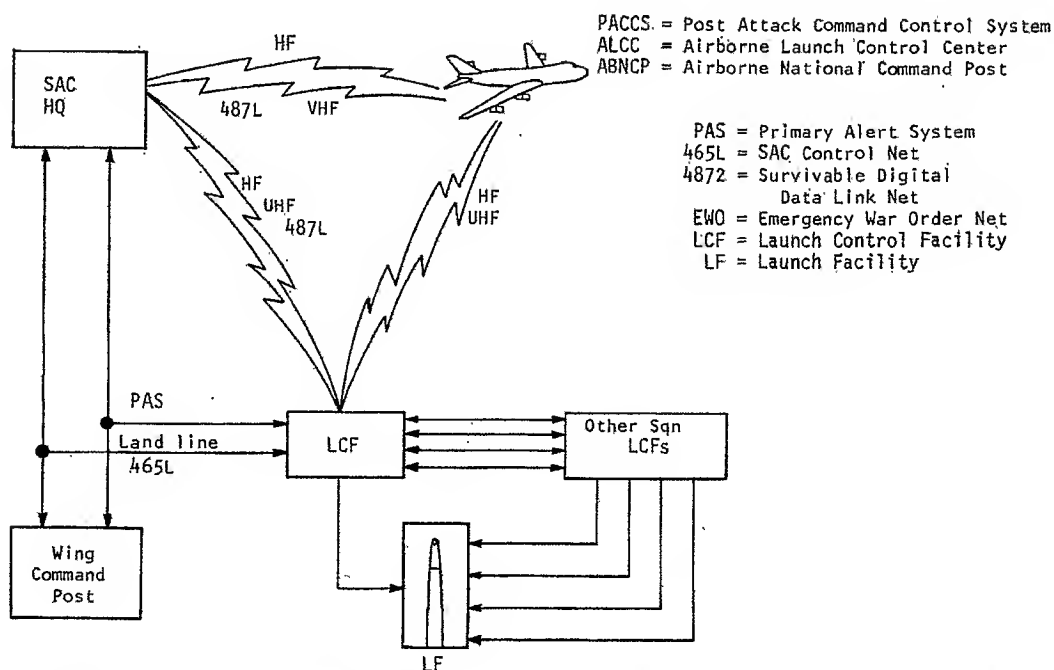 PACCS = Post Attack Command Control System
ALCC = Airborne Launch Control Center
ABNCP = Airborne National Command Post
PAS = Primary Alert System
465L = SAC Control Net
4872 = Survivable Digital
Data Link Net
EWO = Emergency War Order Net
LCF = Launch Control Facility
LF = Launch Facility
SAC
HQ
HF
487L
VHF
HF
UHF
487L
HF
UHF
PAS
Land line
465L
LCF
Other Sqn
LCFs
Wing
Command
Post
LF